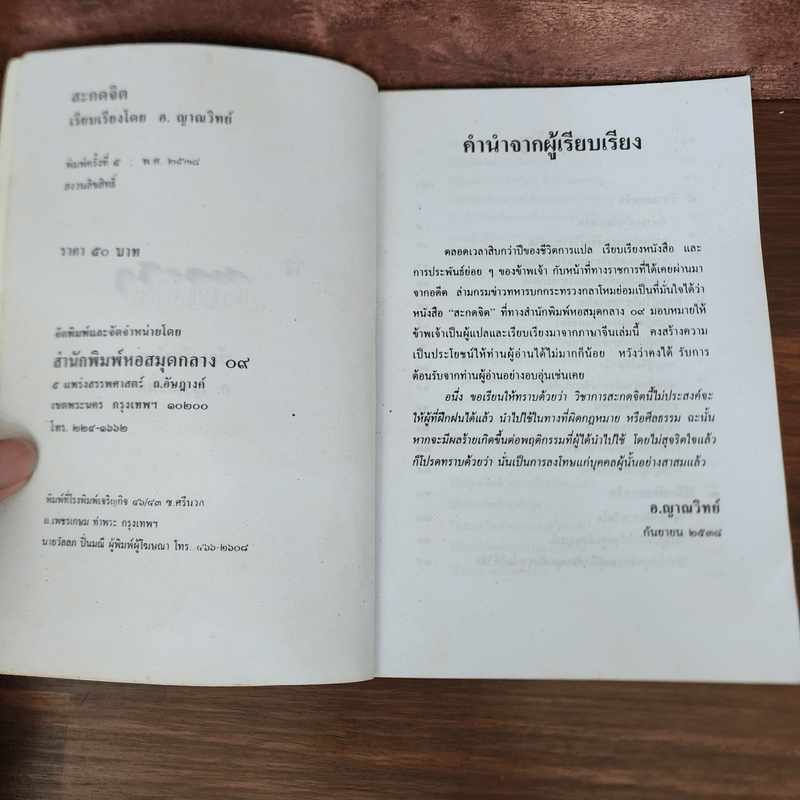 สะกดจิต
เรียบเรียงโดย อ. ญาณวิทย์
พิมพ์ครั้งที่ ๕ : พ.ศ. ๒๕๓๘
สงวนลิขสิทธิ์
ราคา ๕๐ บาท
จัดพิมพ์และจัดจำหน่ายโดย
สำนักพิมพ์หอสมุดกลาง ๐๙
๕ แพร่งสรรพศาสตร์ ถ.อัษฎางค์
เขตพระนคร กรุงเทพฯ ๑๐๒๐๐
โทร. ๒๒๔-๑๖๖๒
พิมพ์ที่โรงพิมพ์เจริญกิจ ๔๖/๔๓ ซ.ศรีนวล
ถ.เพชรเกษม ท่าพระ กรุงเทพฯ
นายวัลลภ ปิ่นมณี ผู้พิมพ์ผู้โฆษณา โทร. ๔๖๖-๒๖๐๘
คำนำจากผู้เรียบเรียง
ตลอดเวลาสิบกว่าปีของชีวิตการแปล เรียบเรียงหนังสือ และ
การประพันธ์ย่อย ๆ ของข้าพเจ้า กับหน้าที่ทางราชการที่ได้เคยผ่านมา
จากอดีต ล่ามกรมข่าวทหารบกกระทรวงกลาโหมย่อมเป็นที่มั่นใจได้ว่า
หนังสือ “สะกดจิต” ที่ทางสำนักพิมพ์หอสมุดกลาง ๐๙ มอบหมายให้
ข้าพเจ้าเป็นผู้แปลและเรียบเรียงมาจากภาษาจีนเล่มนี้ คงสร้างความ
เป็นประโยชน์ให้ท่านผู้อ่านได้ไม่มากก็น้อย หวังว่าคงได้ รับการ
ต้อนรับจากท่านผู้อ่านอย่างอบอุ่นเช่นเคย
อนึ่ง ขอเรียนให้ทราบด้วยว่า วิชาการสะกดจิตนี้ไม่ประสงค์จะ
ให้ผู้ที่ฝึกฝนได้แล้ว นำไปใช้ในทางที่ผิดกฎหมาย หรือศีลธรรม ฉะนั้น
หากจะมีผลร้ายเกิดขึ้นต่อพฤติกรรมที่ผู้ได้นำไปใช้ โดยไม่สุจริตใจแล้ว
ก็โปรดทราบด้วยว่า นั่นเป็นการลงโทษแก่บุคคลผู้นั้นอย่างสาสมแล้ว
อ.ญาณวิทย์
กันยายน ๒๕๓๘